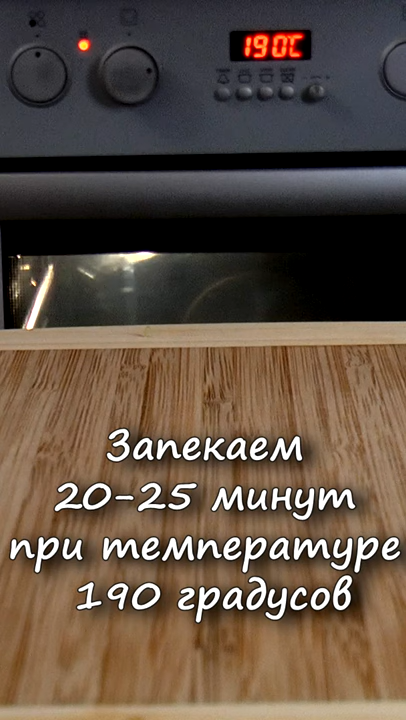 190C
Запекаем
20-25 минут
при температуре
190 градусов